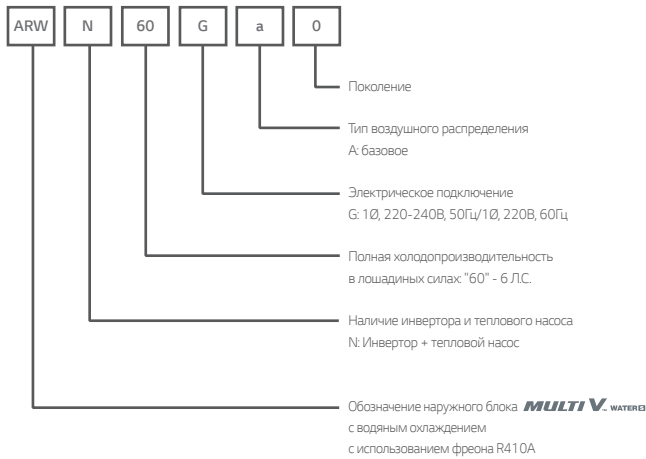 ARW N 60 G a 0
Поколение
Тип воздушного распределения
А: базовое
Электрическое подключение
G: 1Ø, 220-240В, 50Гц/1Ø, 220В, 60Гц
Полная холодопроизводительность
в лошадиных силах: "60" - 6 Л.С.
Наличие инвертора и теплового насоса
N: Инвертор + тепловой насос
Обозначение наружного блока MULTI V™ WATER S
с водяным охлаждением
с использованием фреона R410A